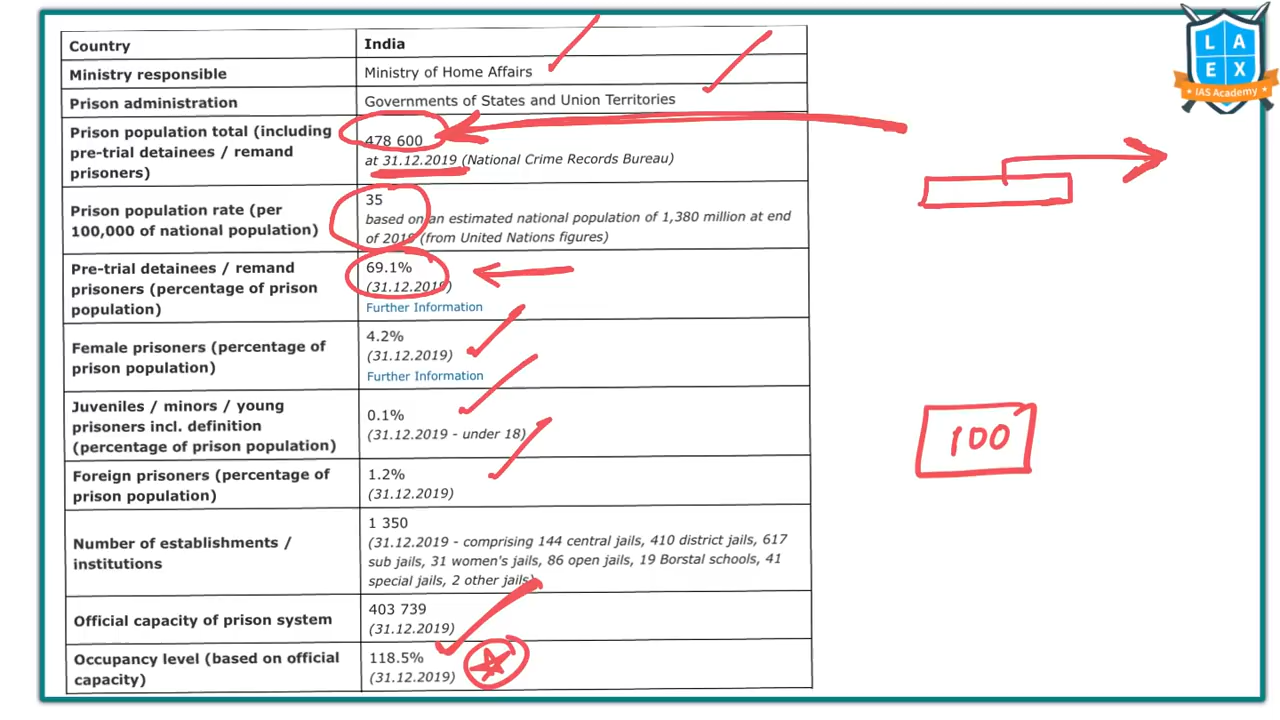 Country
India
Ministry responsible
Ministry of Home Affairs
Prison administration
Governments of States and Union Territories
Prison population total (including
pre-trial detainees / remand
prisoners)
478 600
at 31.12.2019 (National Crime Records Bureau)
Prison population rate (per
100,000 of national population)
35
based on an estimated national population of 1,380 million at end
of 2019 (from United Nations figures)
Pre-trial detainees / remand
prisoners (percentage of prison
population)
69.1%
(31.12.2019)
Further Information
Female prisoners (percentage of
prison population)
4.2%
(31.12.2019)
Further Information
Juveniles / minors / young
prisoners incl. definition
(percentage of prison population)
0.1%
(31.12.2019 - under 18)
Foreign prisoners (percentage of
prison population)
1.2%
(31.12.2019)
Number of establishments /
institutions
1 350
(31.12.2019 - comprising 144 central jails, 410 district jails, 617
sub jails, 31 women's jails, 86 open jails, 19 Borstal schools, 41
special jails, 2 other jails)
Official capacity of prison system
403 739
(31.12.2019)
Occupancy level (based on official
capacity)
118.5%
(31.12.2019)
100
L A
E X
IAS Academy